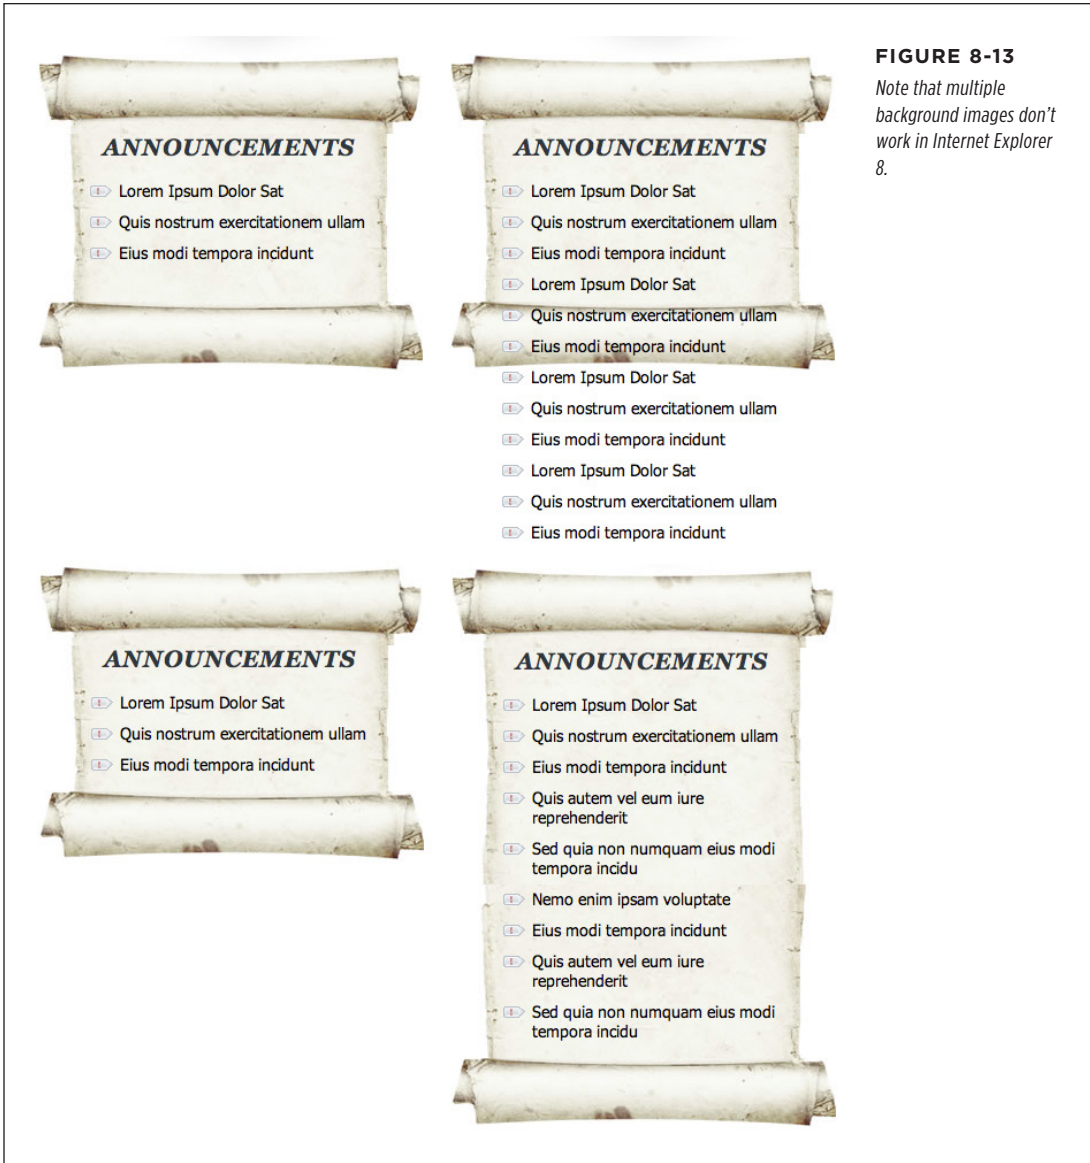 ANNOUNCEMENTS
Lorem Ipsum Dolor Sat
Quis nostrum exercitationem ullam
Eius modi tempora incidunt
ANNOUNCEMENTS
Lorem Ipsum Dolor Sat
Quis nostrum exercitationem ullam
Eius modi tempora incidunt
Lorem Ipsum Dolor Sat
Quis nostrum exercitationem ullam
Eius modi tempora incidunt
Lorem Ipsum Dolor Sat
Quis nostrum exercitationem ullam
Eius modi tempora incidunt
Lorem Ipsum Dolor Sat
Quis nostrum exercitationem ullam
Eius modi tempora incidunt
FIGURE 8-13
Note that multiple
background images don't
work in Internet Explorer
8.
ANNOUNCEMENTS
Lorem Ipsum Dolor Sat
Quis nostrum exercitationem ullam
Eius modi tempora incidunt
ANNOUNCEMENTS
Lorem Ipsum Dolor Sat
Quis nostrum exercitationem ullam
Eius modi tempora incidunt
Quis autem vel eum iure
reprehenderit
Sed quia non numquam eius modi
tempora incidu
Nemo enim ipsam voluptate
Eius modi tempora incidunt
Quis autem vel eum iure
reprehenderit
Sed quia non numquam eius modi
tempora incidu